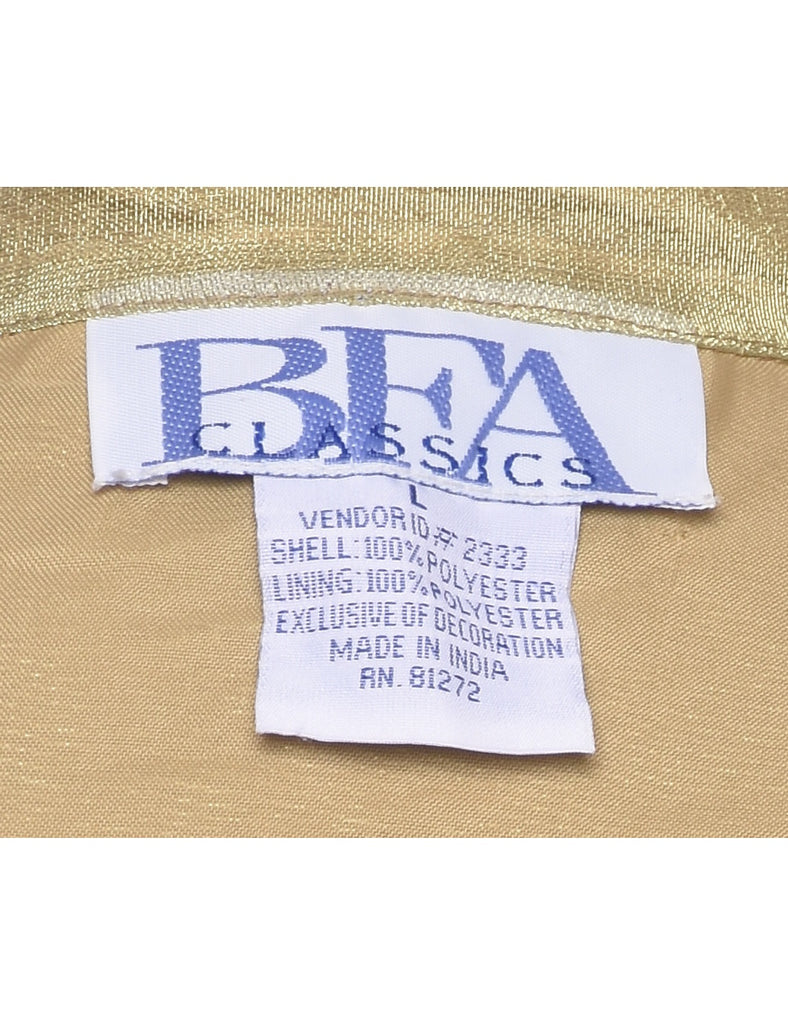 BFA
CLASSICS
L
VENDOR ID # 2333
SHELL: 100% POLYESTER
LINING: 100% POLYESTER
EXCLUSIVE OF DECORATION
MADE IN INDIA
RN. 81272